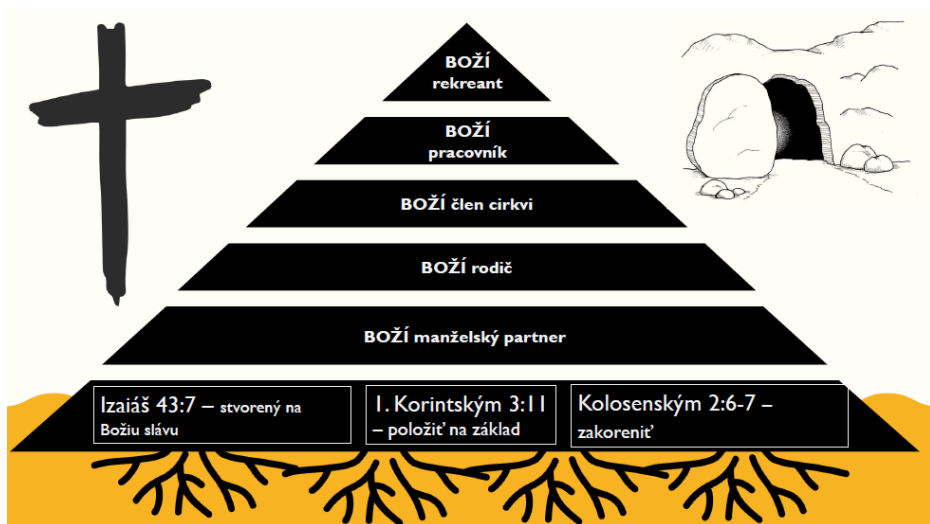 BOŽÍ
rekreant
BOŽÍ
pracovník
BOŽÍ člen cirkvi
BOŽÍ rodič
BOŽÍ manželský partner
Izaiáš 43:7 – stvorený na
Božiu slávu
1. Korintským 3:11
– položiť na základ
Kolosenským 2:6-7 –
zakoreniť